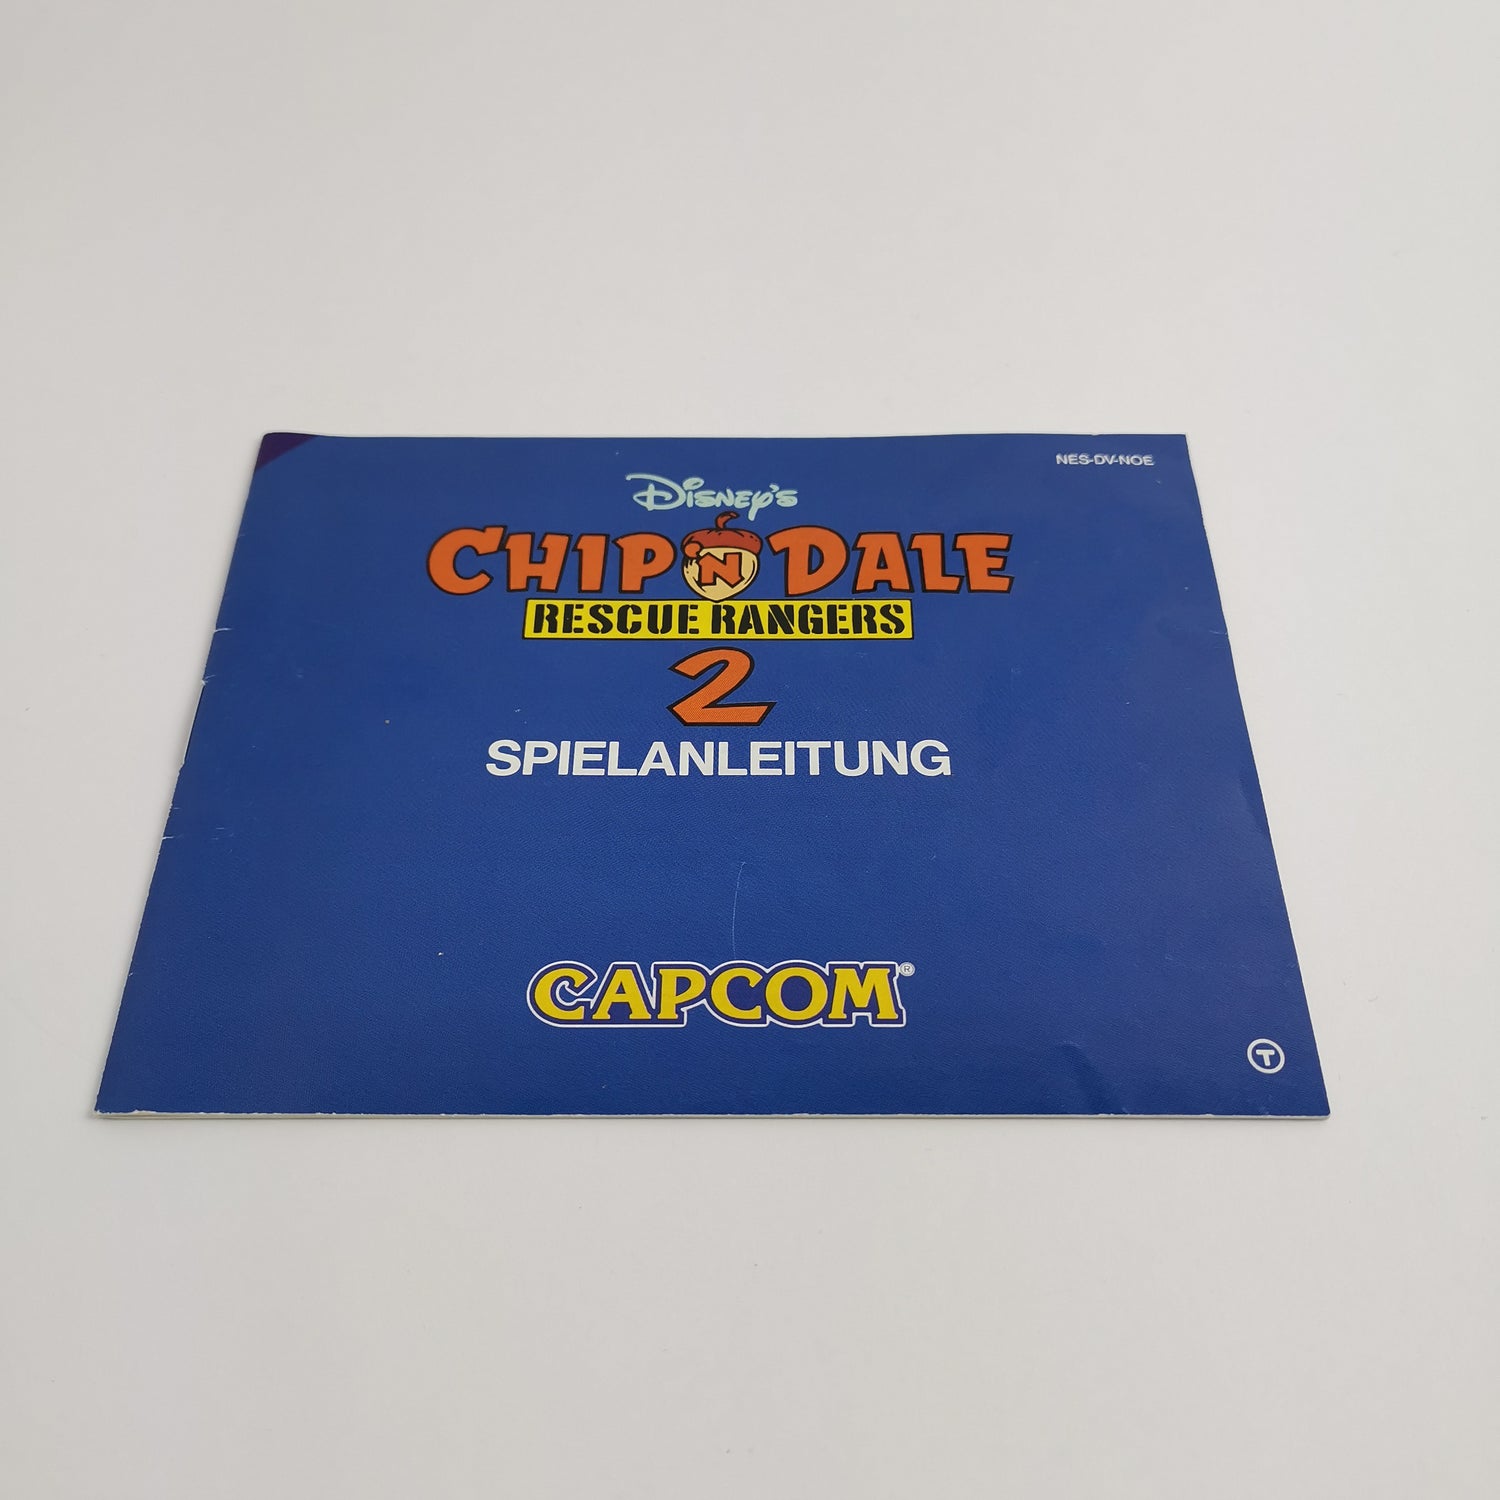 NES-DV-NOE
Disney's
CHIP 'N DALE
RESCUE RANGERS
2
SPIELANLEITUNG
CAPCOM®
T